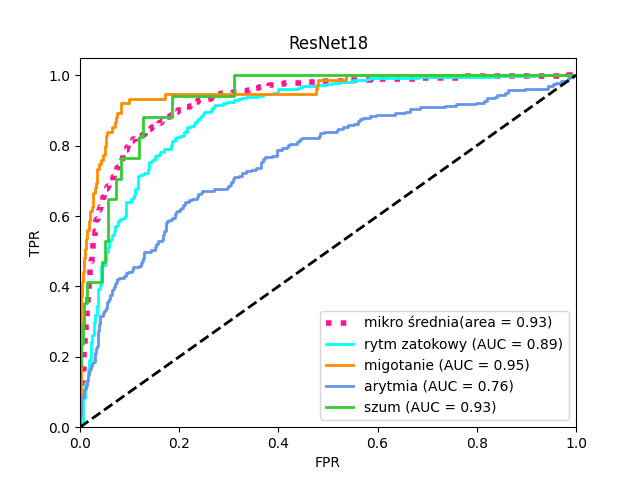 ResNet18
1.0
0.8
0.6
0.4
0.2
0.0
TPR
mikro średnia(area = 0.93)
rytm zatokowy (AUC = 0.89)
migotanie (AUC = 0.95)
arytmia (AUC = 0.76)
szum (AUC = 0.93)
0.0 0.2 0.4 0.6 0.8 1.0
FPR